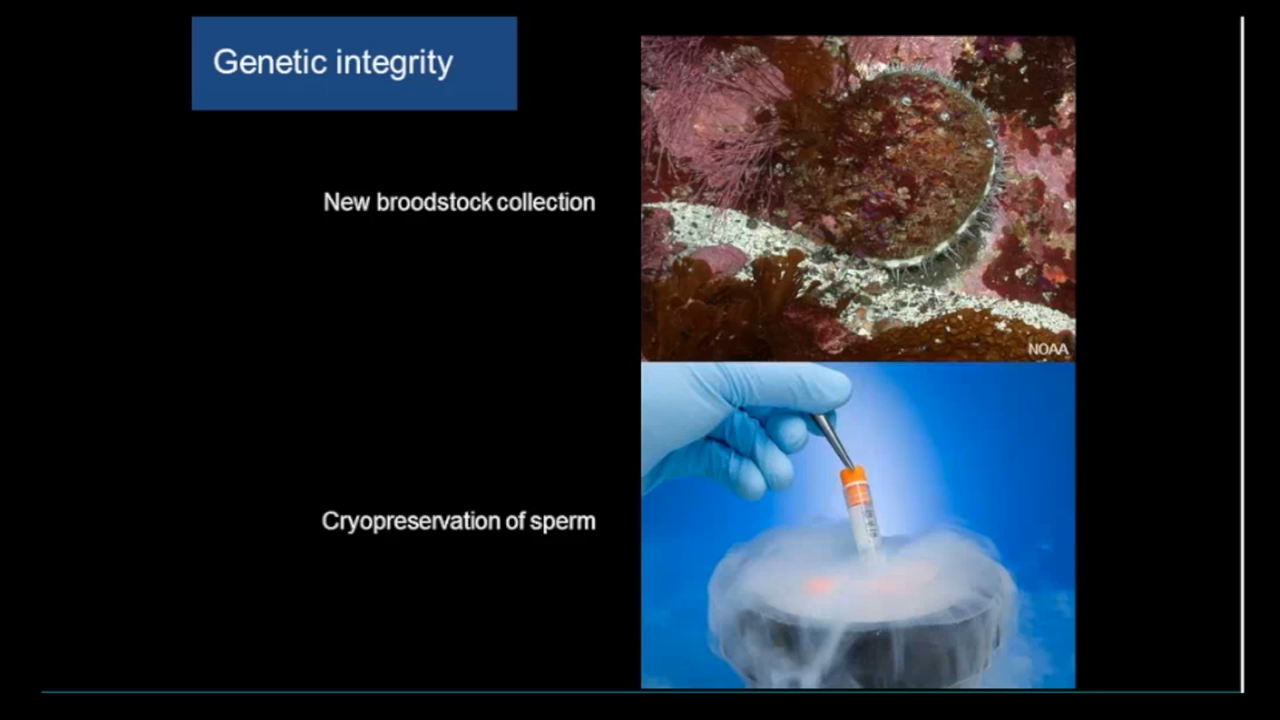 Genetic integrity
New broodstock collection
NOAA
Cryopreservation of sperm